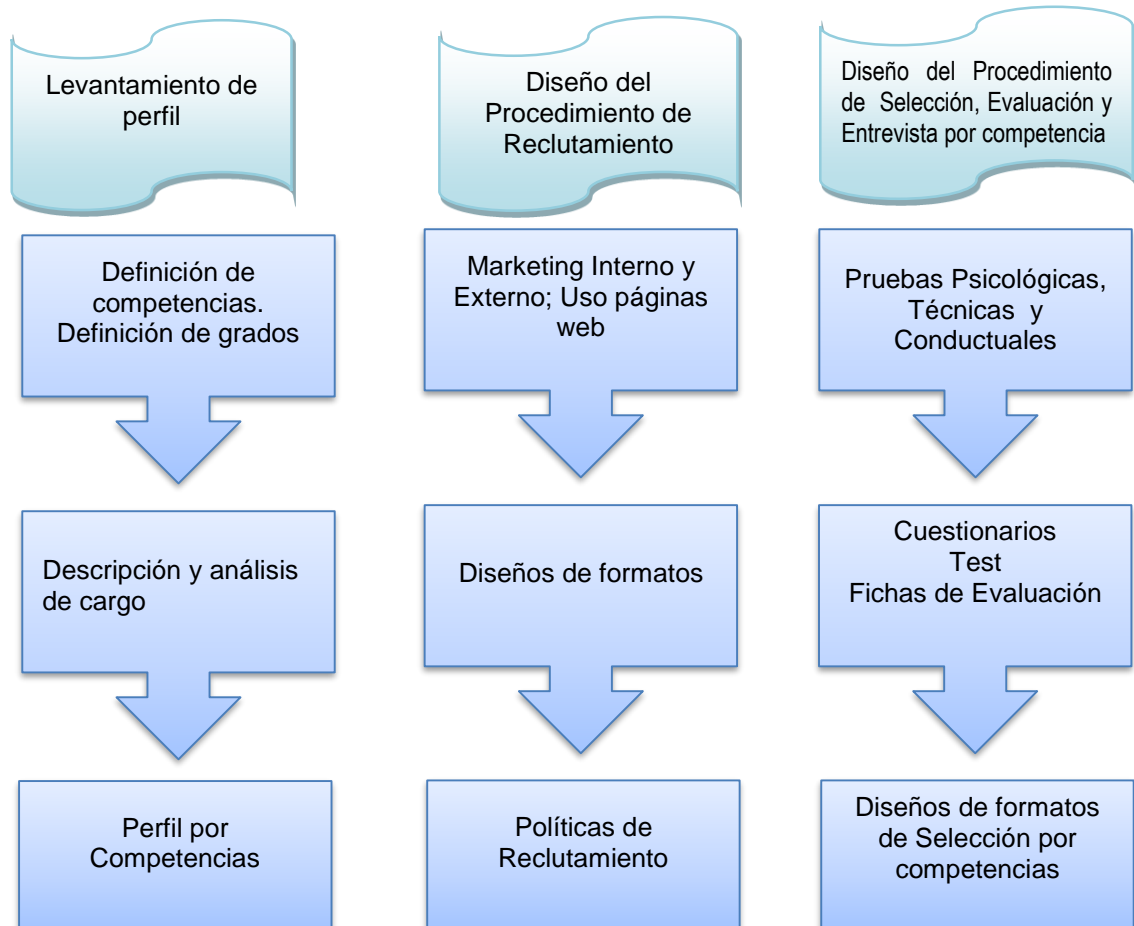 Levantamiento de
perfil
Definición de
competencias.
Definición de grados
Descripción y análisis
de cargo
Perfil por
Competencias
Diseño del
Procedimiento de
Reclutamiento
Marketing Interno y
Externo; Uso páginas
web
Diseños de formatos
Políticas de
Reclutamiento
Diseño del Procedimiento
de Selección, Evaluación y
Entrevista por competencia
Pruebas Psicológicas,
Técnicas y
Conductuales
Cuestionarios
Test
Fichas de Evaluación
Diseños de formatos
de Selección por
competencias